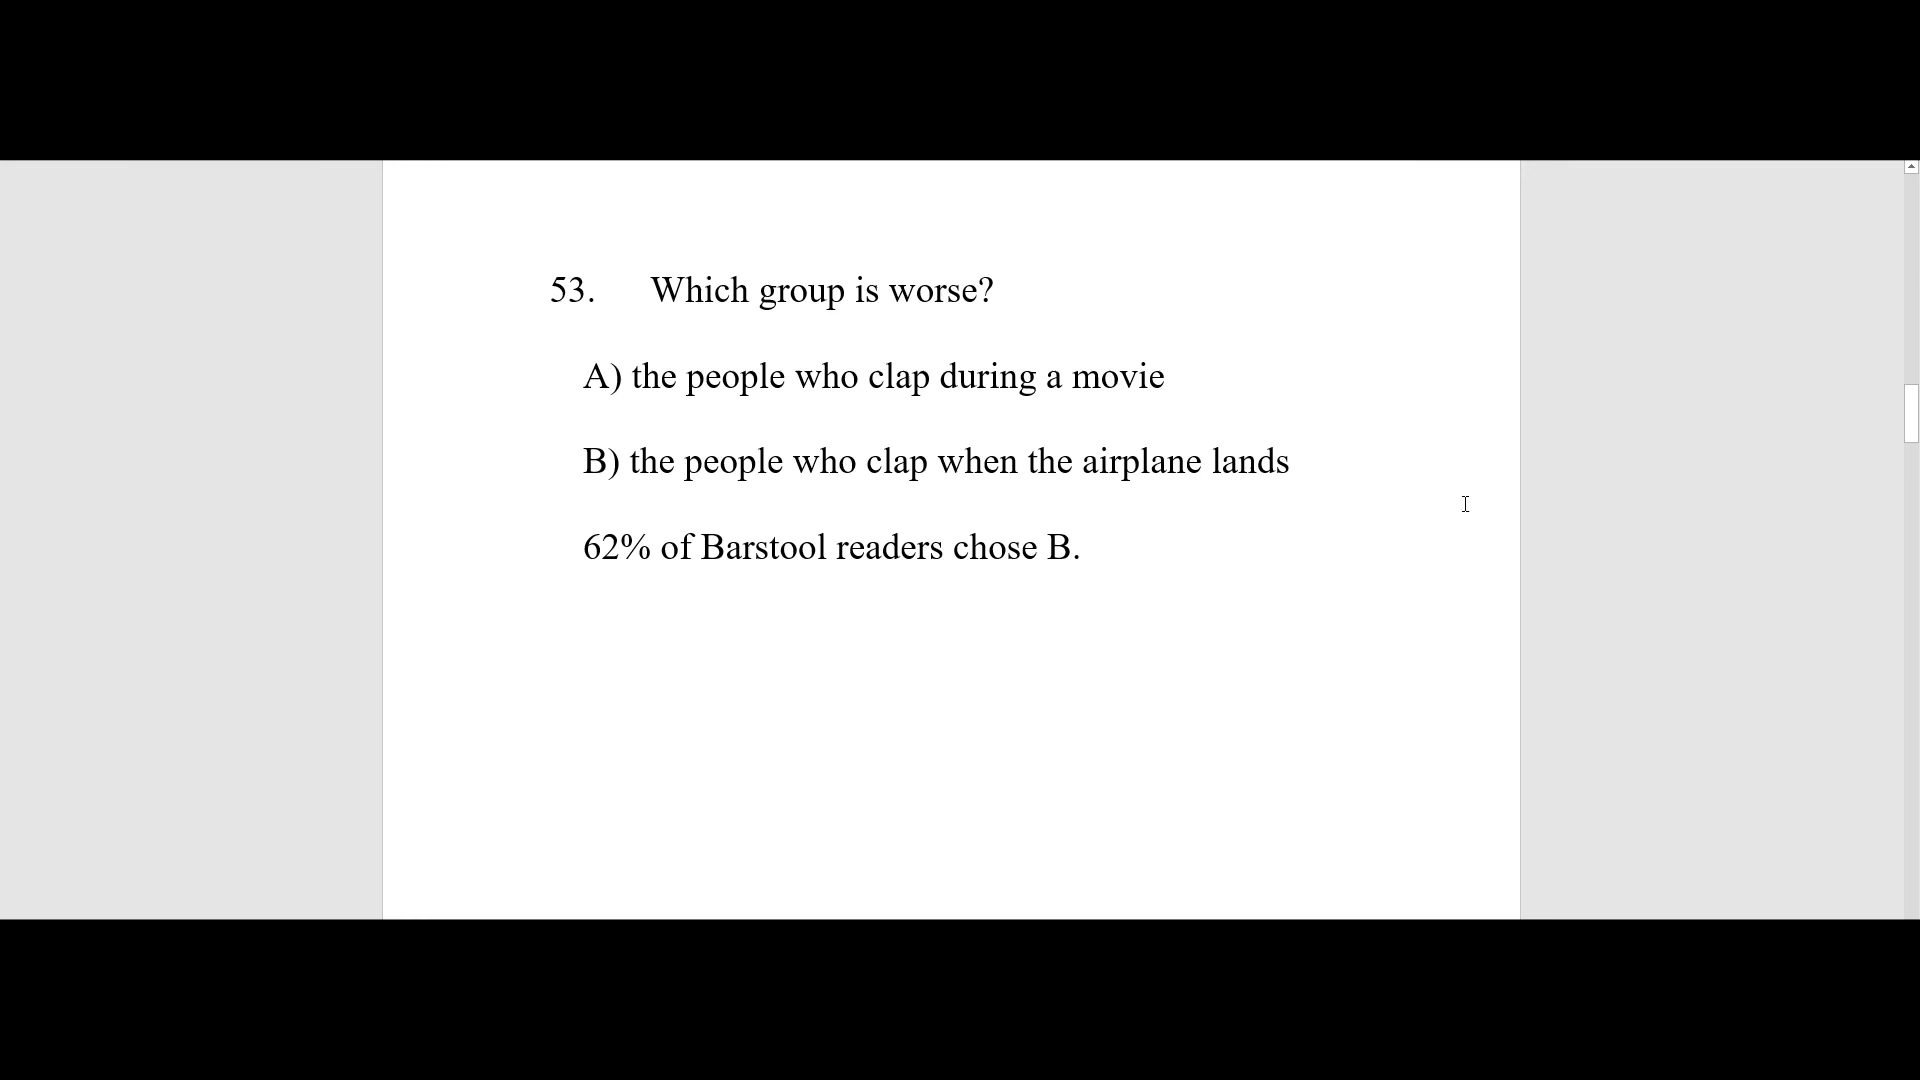 53. Which group is worse?
A) the people who clap during a movie
B) the people who clap when the airplane lands
62% of Barstool readers chose B.